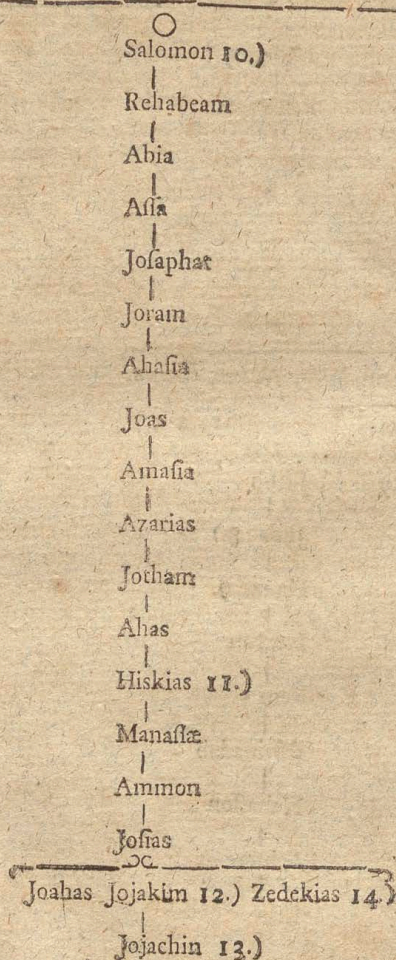 Salomon 10.)
Rehabeam
Abia
Aſſa
Joſaphat
Joram
Ahaſia
Joas
Amaſia
Azarias
Jotham
Ahas
Hiskias 11.)
Manaſſæ
Ammon
Joſias
Joahas Jojakim 12.) Zedekias 14.)
Jojachin 13.)